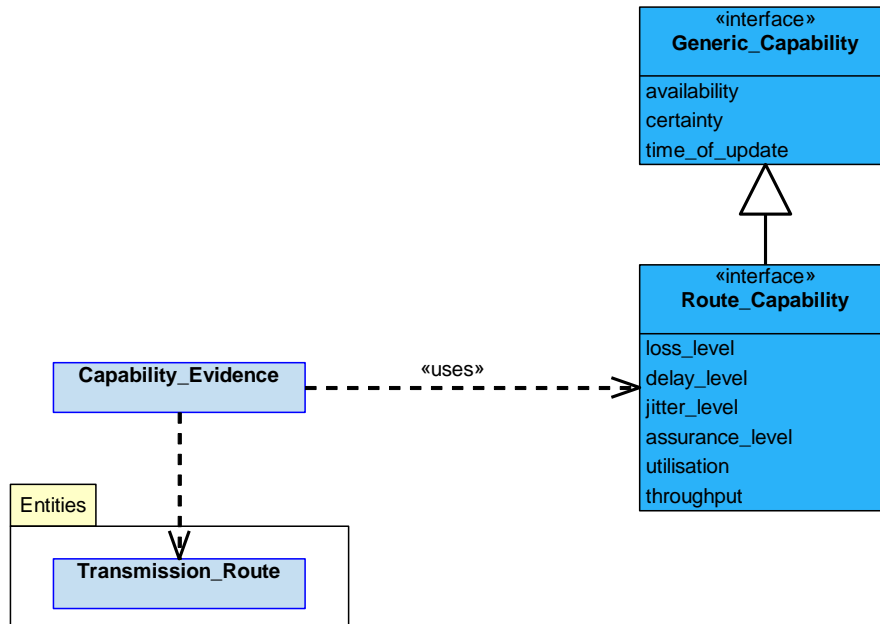 «interface»
Generic_Capability
availability
certainty
time_of_update
«interface»
Route_Capability
loss_level
delay_level
jitter_level
assurance_level
utilisation
throughput
Capability_Evidence
«uses»
Entities
Transmission_Route